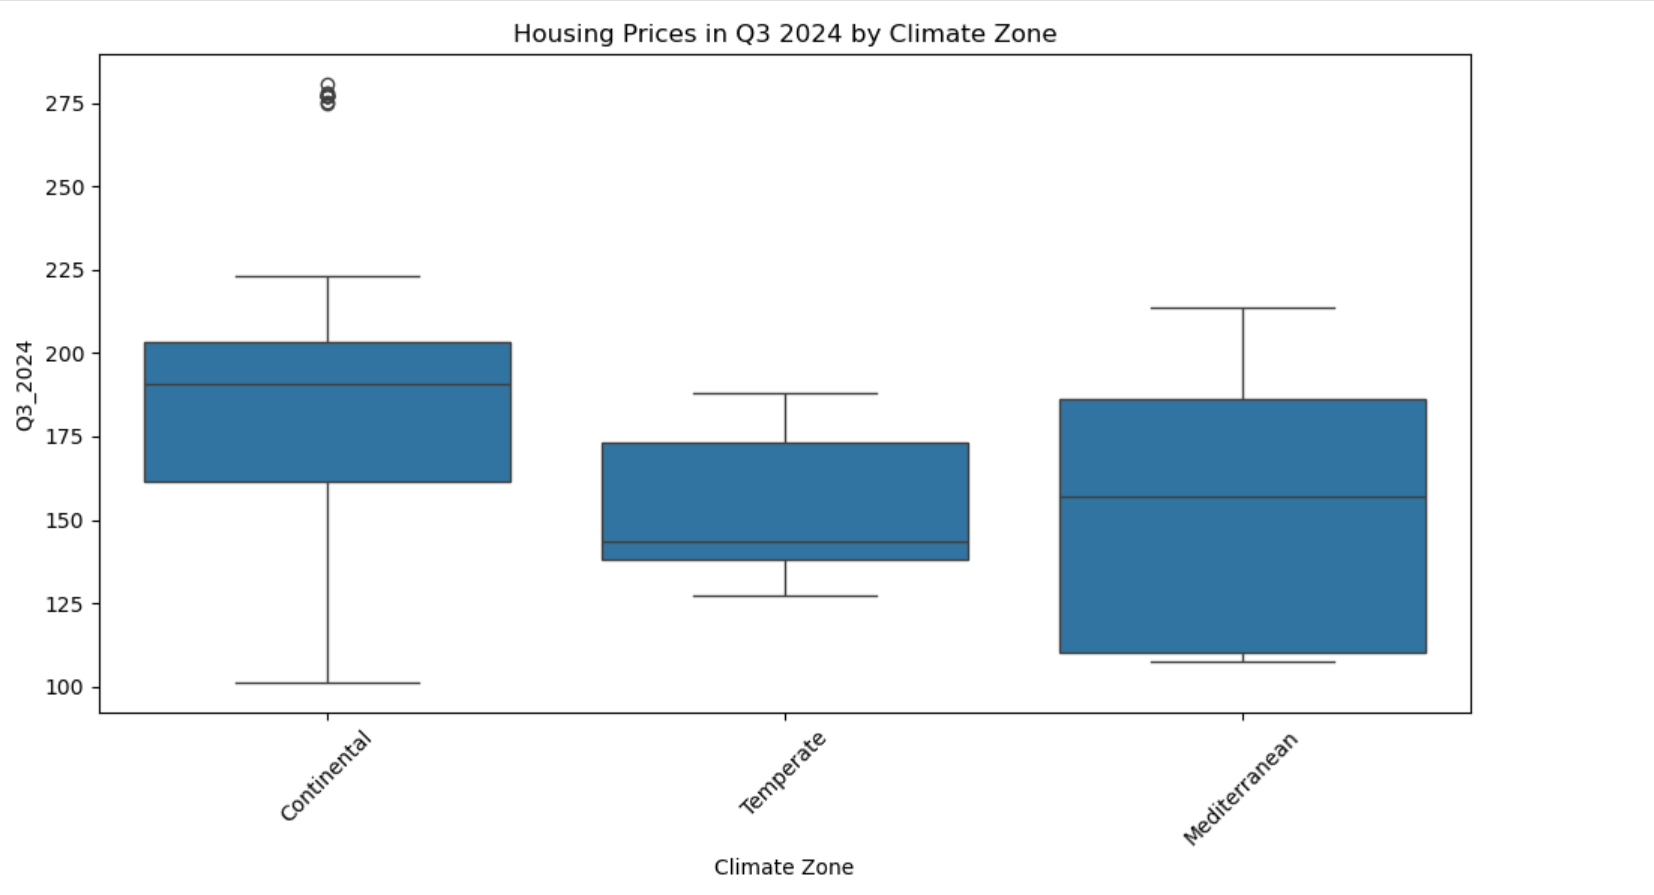 Housing Prices in Q3 2024 by Climate Zone
Q3_2024
275
250
225
200
175
150
125
100
Continental
Temperate
Mediterranean
Climate Zone